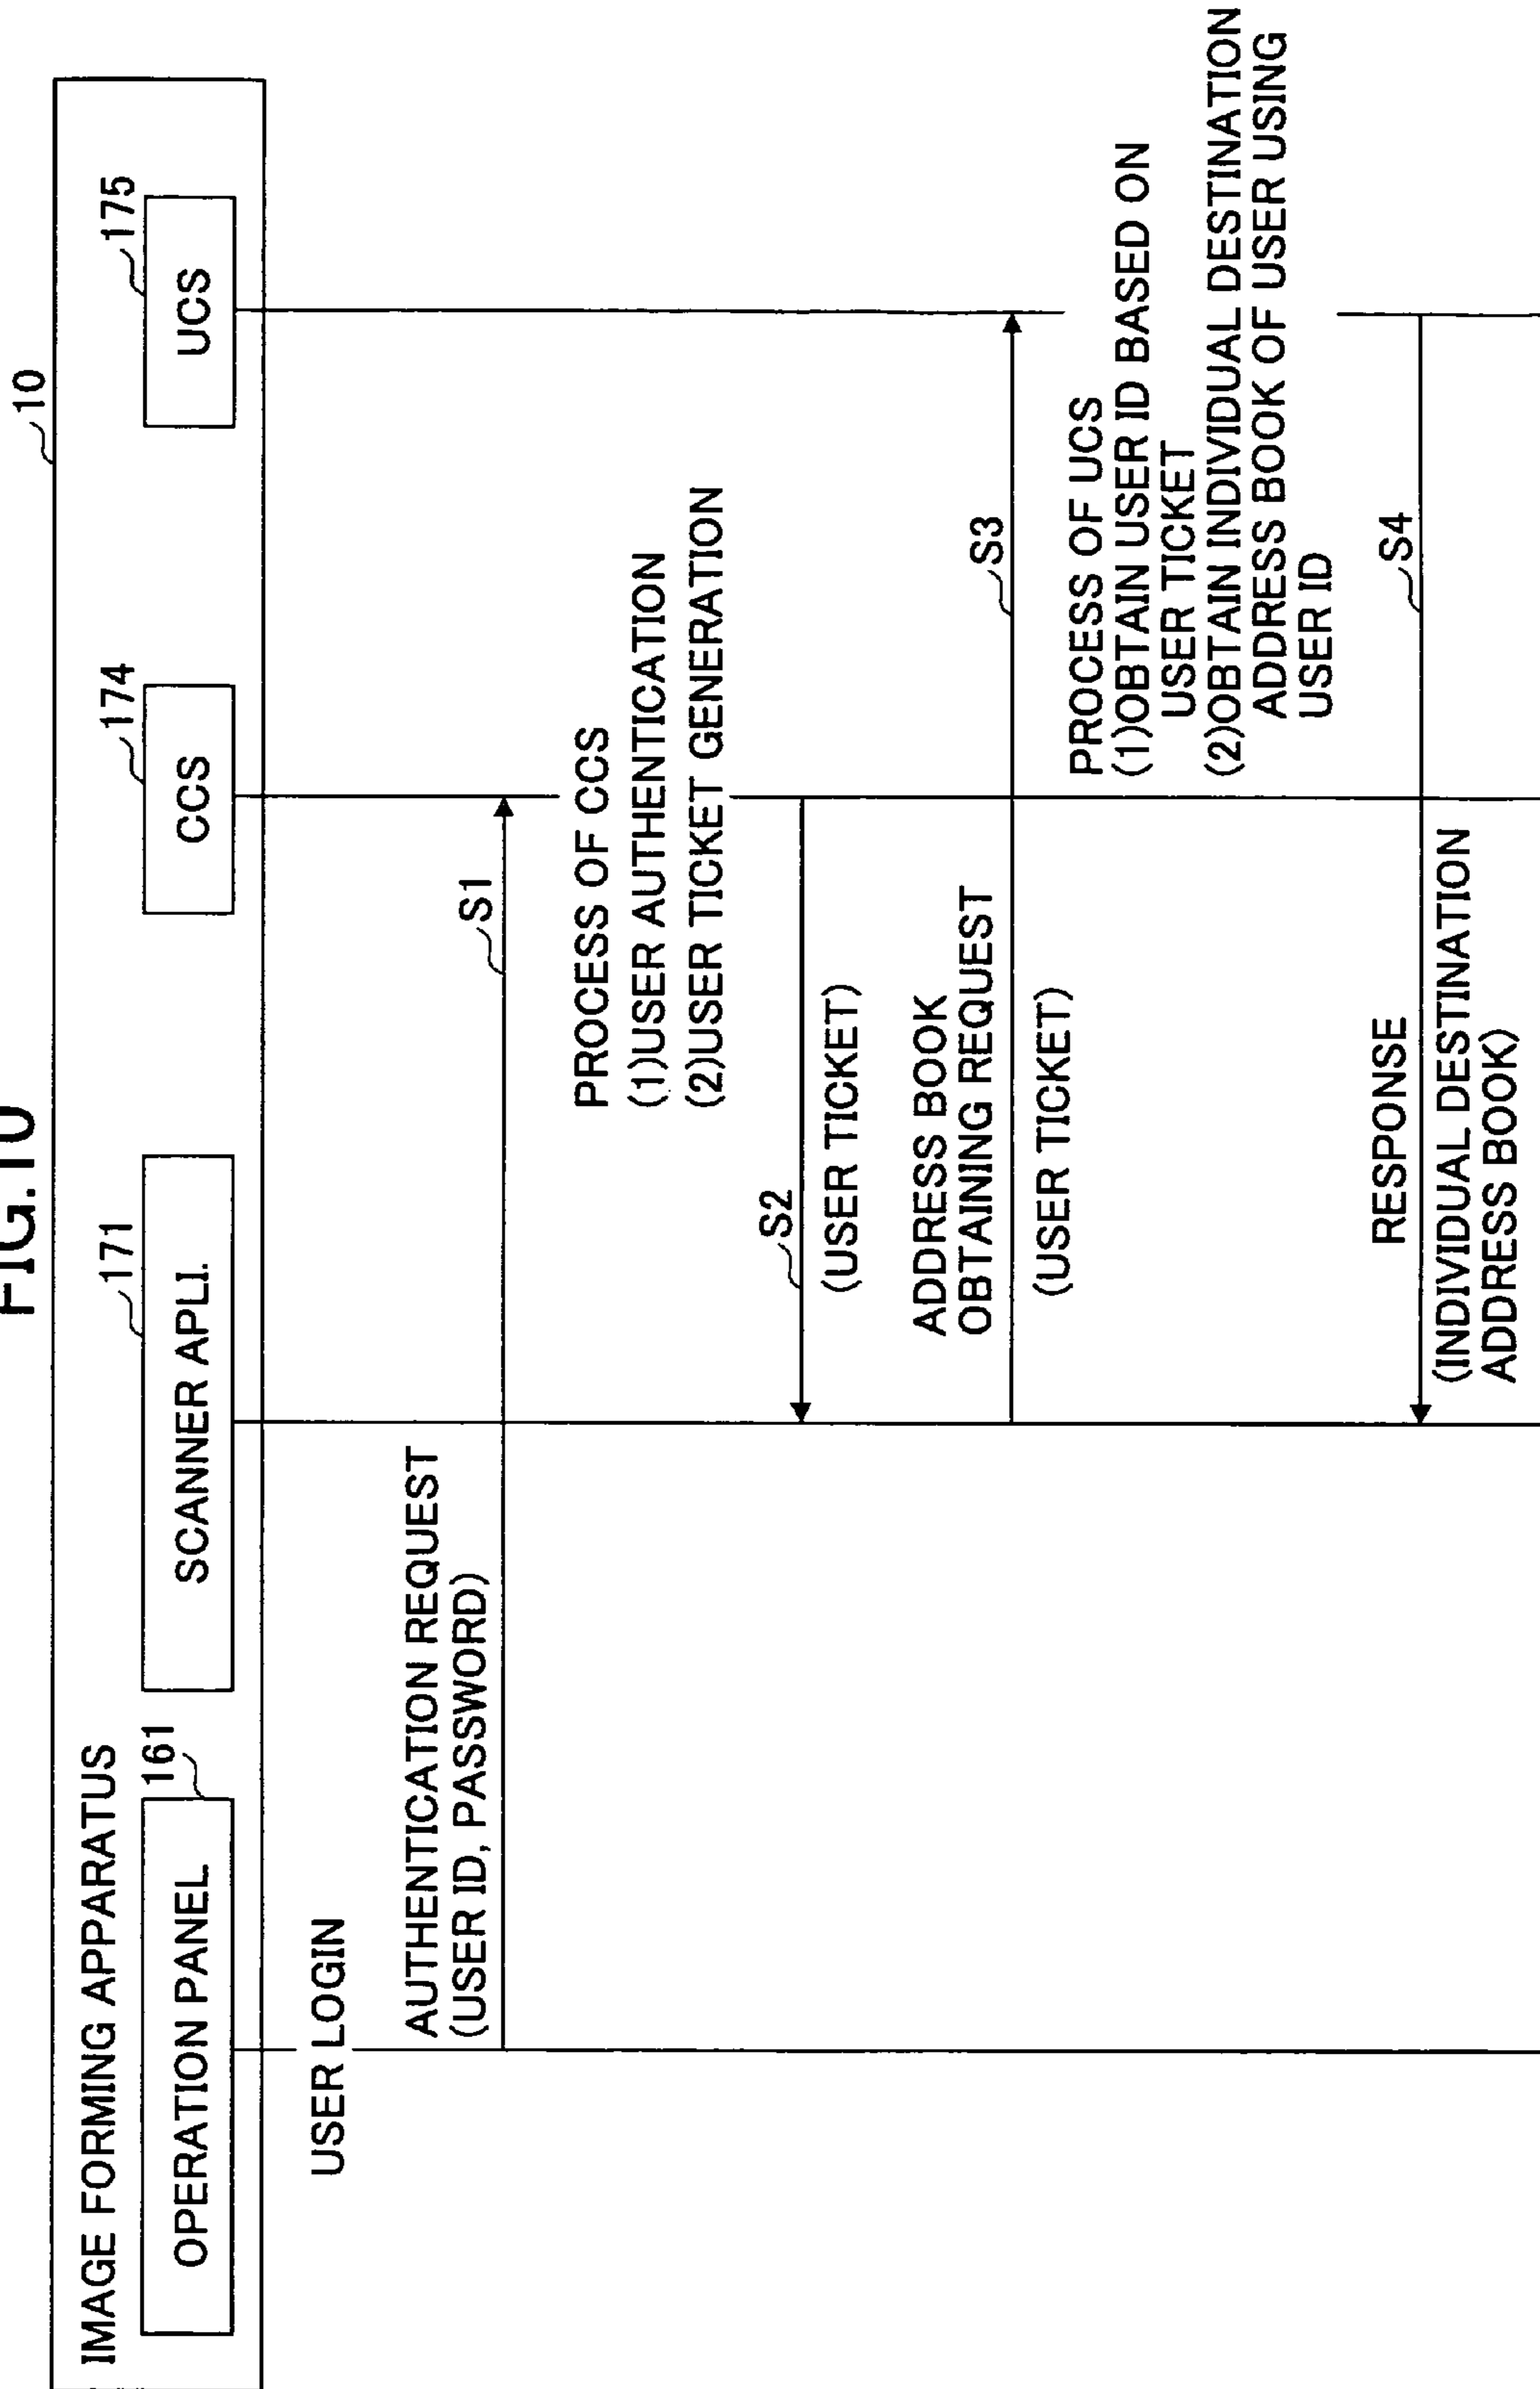 FIG.10
10
IMAGE FORMING APPARATUS
161
171
174
175
OPERATION PANEL
SCANNER APLI.
CCS
UCS
USER LOGIN
AUTHENTICATION REQUEST
(USER ID, PASSWORD)
S1
PROCESS OF CCS
(1)USER AUTHENTICATION
(2)USER TICKET GENERATION
S2
(USER TICKET)
ADDRESS BOOK
OBTAINING REQUEST
S3
(USER TICKET)
PROCESS OF UCS
(1)OBTAIN USER ID BASED ON
USER TICKET
(2)OBTAIN INDIVIDUAL DESTINATION
ADDRESS BOOK OF USER USING
USER ID
RESPONSE
S4
(INDIVIDUAL DESTINATION
ADDRESS BOOK)